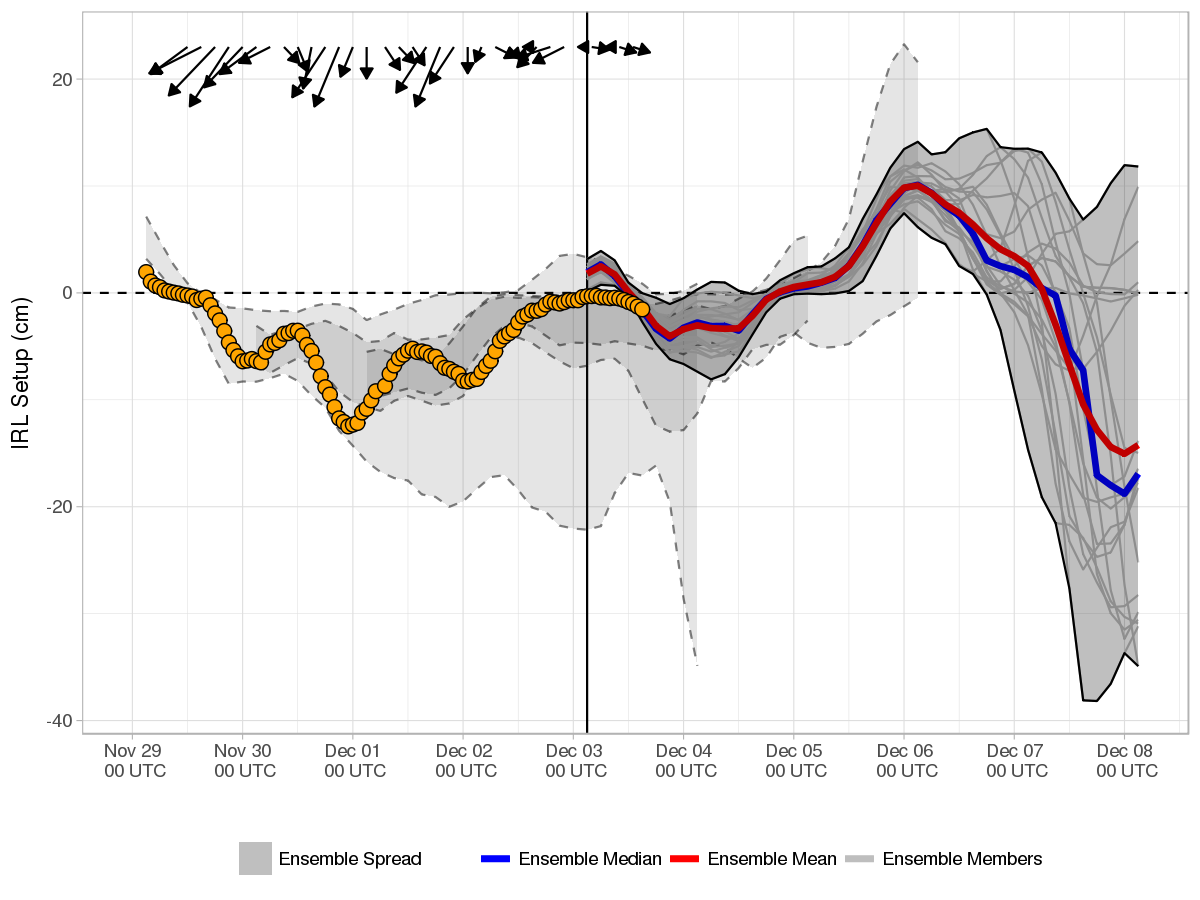 IRL Setup (cm)
20
0
-20
-40
Nov 29 Nov 30 Dec 01 Dec 02 Dec 03 Dec 04 Dec 05 Dec 06 Dec 07 Dec 08
00 UTC 00 UTC 00 UTC 00 UTC 00 UTC 00 UTC 00 UTC 00 UTC 00 UTC 00 UTC
Ensemble Spread Ensemble Median Ensemble Mean Ensemble Members